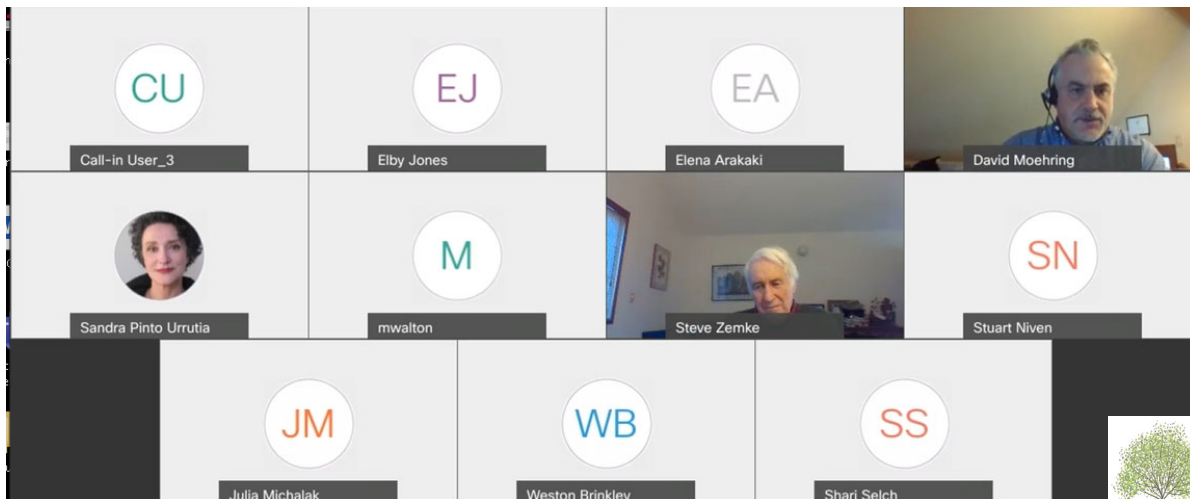 CU
EJ
EA
Call-in User_3
Elby Jones
Elena Arakaki
David Moehring
M
SN
Sandra Pinto Urrutia
mwalton
Steve Zemke
Stuart Niven
JM
WB
SS
Julia Michalak
Weston Brinkley
Shari Selch